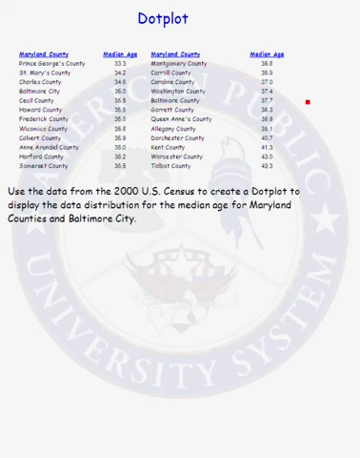 Dotplot
Maryland County Median Age Maryland County Median Age
Prince George's County 33.3 Montgomery County 36.8
St. Mary's County 34.2 Carroll County 36.9
Charles County 34.6 Caroline County 37.0
Baltimore City 35.0 Washington County 37.4
Cecil County 35.5 Baltimore County 37.7
Howard County 35.5 Garrett County 38.3
Frederick County Queen Anne's County 38.8
Wicomico County 35.8 Allegany County 39.1
Calvert County 35.9 Dorchester County 40.7
Anne Arundel County 36.0 Kent County 41.3
Harford County 36.2 Worcester County 43.0
Somerset County 36.5 Talbot County 43.3
Use the data from the 2000 U.S. Census to create a Dotplot to
display the data distribution for the median age for Maryland
Counties and Baltimore City.
AMERICAN PUBLIC
UNIVERSITY SYSTEM